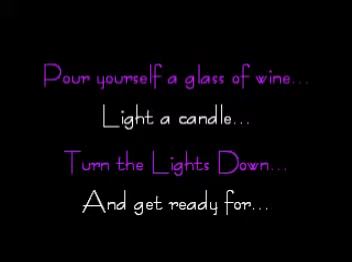 Pour yourself a glass of wine...
Light a candle...
Turn the Lights Down...
And get ready for...